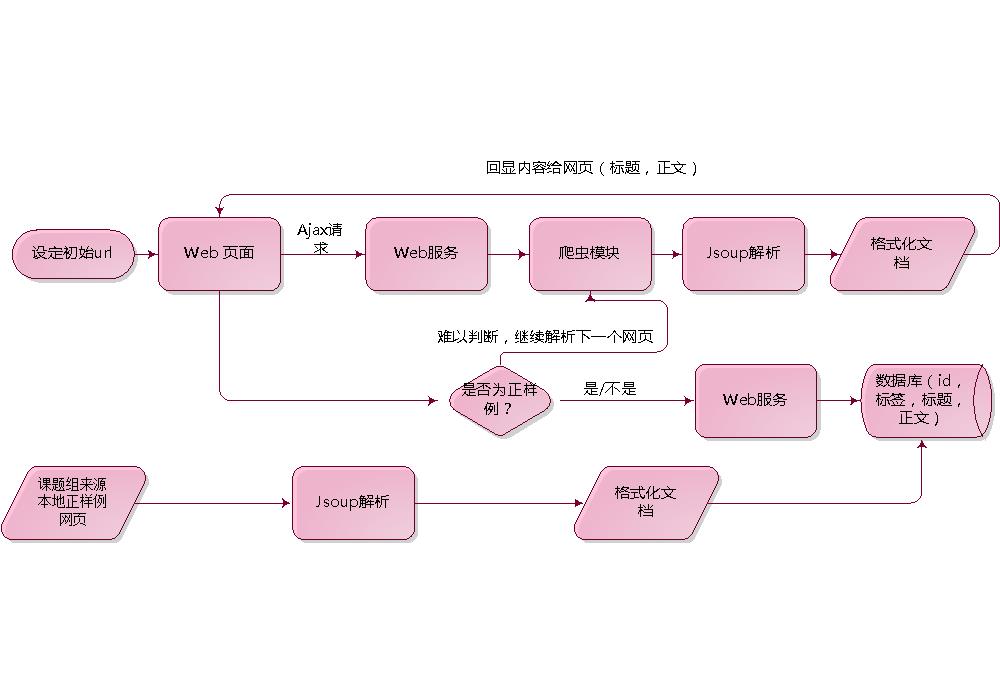 回显内容给网页（标题，正文）
设定初始url
Web 页面
Ajax请
求
Web服务
爬虫模块
Jsoup解析
格式化文
档
难以判断，继续解析下一个网页
是否为正样
例？
是/不是
Web服务
数据库（id，
标签，标题，
正文）
课题组来源
本地正样例
网页
Jsoup解析
格式化文
档